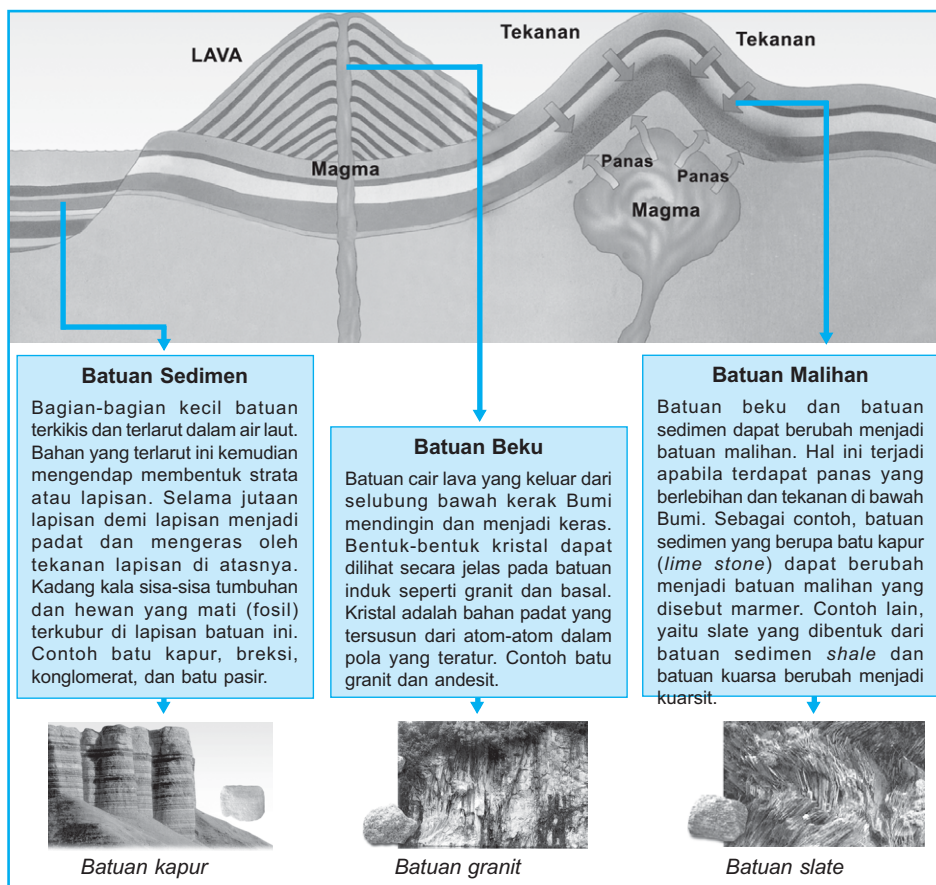 LAVA
Tekanan
Tekanan
Magma
Panas
Panas
Magma
Batuan Sedimen
Bagian-bagian kecil batuan
terkikis dan terlarut dalam air laut.
Bahan yang terlarut ini kemudian
mengendap membentuk strata
atau lapisan. Selama jutaan
lapisan demi lapisan menjadi
padat dan mengeras oleh
tekanan lapisan di atasnya.
Kadang kala sisa-sisa tumbuhan
dan hewan yang mati (fosil)
terkubur di lapisan batuan ini.
Contoh batu kapur, breksi,
konglomerat, dan batu pasir.
Batuan Beku
Batuan cair lava yang keluar dari
selubung bawah kerak Bumi
mendingin dan menjadi keras.
Bentuk-bentuk kristal dapat
dilihat secara jelas pada batuan
induk seperti granit dan basal.
Kristal adalah bahan padat yang
tersusun dari atom-atom dalam
pola yang teratur. Contoh batu
granit dan andesit.
Batuan Malihan
Batuan beku dan batuan
sedimen dapat berubah menjadi
batuan malihan. Hal ini terjadi
apabila terdapat panas yang
berlebihan dan tekanan di bawah
Bumi. Sebagai contoh, batuan
sedimen yang berupa batu kapur
(lime stone) dapat berubah
menjadi batuan malihan yang
disebut marmer. Contoh lain,
yaitu slate yang dibentuk dari
batuan sedimen shale dan
batuan kuarsa berubah menjadi
kuarsit.
Batuan kapur
Batuan granit
Batuan slate